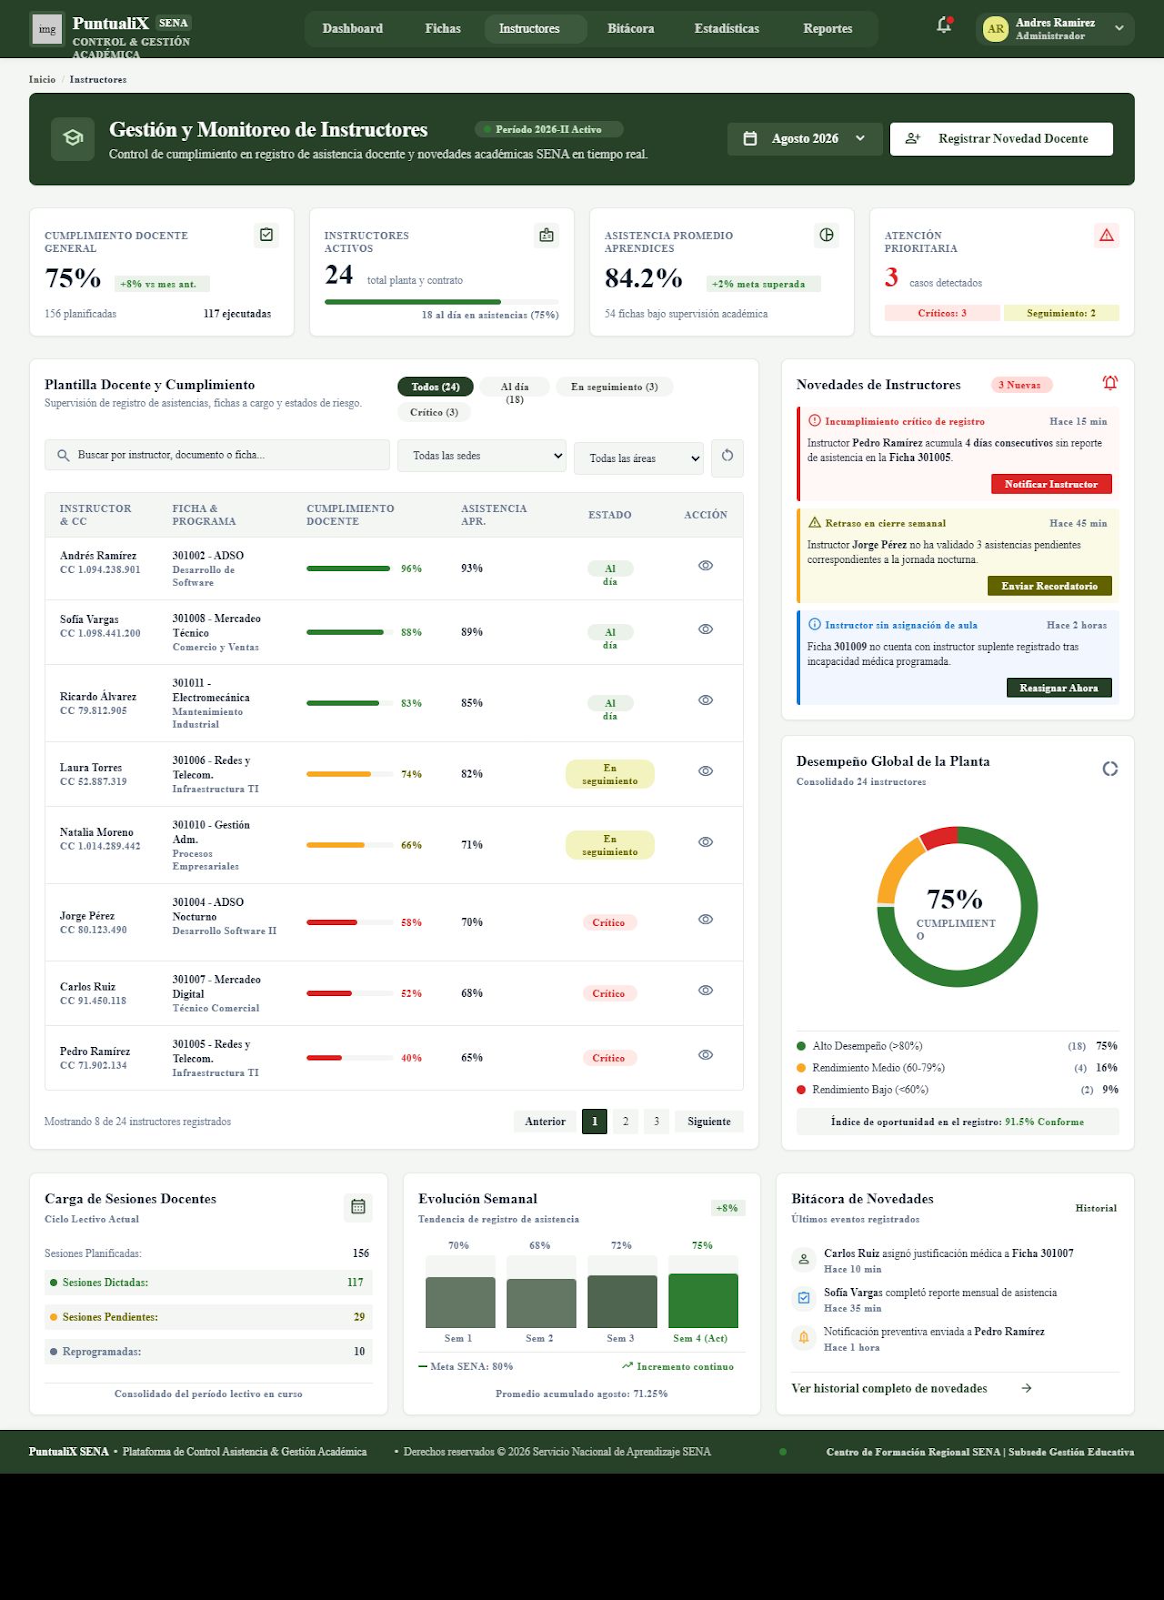 img
PuntualiX SENA
CONTROL & GESTIÓN
ACADÉMICA
Dashboard
Fichas
Instructores
Bitácora
Estadísticas
Reportes
AR
Andres Ramirez
Administrador
Inicio / Instructores
Gestión y Monitoreo de Instructores
Período 2026-II Activo
Control de cumplimiento en registro de asistencia docente y novedades académicas SENA en tiempo real.
Agosto 2026
Registrar Novedad Docente
CUMPLIMIENTO DOCENTE
GENERAL
75%
+8% vs mes ant.
156 planificadas
117 ejecutadas
INSTRUCTORES
ACTIVOS
24
total planta y contrato
18 al día en asistencias (75%)
ASISTENCIA PROMEDIO
APRENDICES
84.2%
+2% meta superada
54 fichas bajo supervisión académica
ATENCIÓN
PRIORITARIA
3
casos detectados
Críticos: 3
Seguimiento: 2
Plantilla Docente y Cumplimiento
Supervisión de registro de asistencias, fichas a cargo y estados de riesgo.
Todos (24)
Al día
(18)
En seguimiento (3)
Crítico (3)
Buscar por instructor, documento o ficha...
Todas las sedes
Todas las áreas
INSTRUCTOR
& CC
FICHA &
PROGRAMA
CUMPLIMIENTO
DOCENTE
ASISTENCIA
APR.
ESTADO
ACCIÓN
Andrés Ramírez
CC 1.094.238.901
301002 - ADSO
Desarrollo de
Software
96%
93%
Al
día
Sofía Vargas
CC 1.098.441.200
301008 - Mercadeo
Técnico
Comercio y Ventas
88%
89%
Al
día
Ricardo Álvarez
CC 79.812.905
301011 -
Electromecánica
Mantenimiento
Industrial
83%
85%
Al
día
Laura Torres
CC 52.887.319
301006 - Redes y
Telecom.
Infraestructura TI
74%
82%
En
seguimiento
Natalia Moreno
CC 1.014.289.442
301010 - Gestión
Adm.
Procesos
Empresariales
66%
71%
En
seguimiento
Jorge Pérez
CC 80.123.490
301004 - ADSO
Nocturno
Desarrollo Software II
58%
70%
Crítico
Carlos Ruiz
CC 91.450.118
301007 - Mercadeo
Digital
Técnico Comercial
52%
68%
Crítico
Pedro Ramírez
CC 71.902.134
301005 - Redes y
Telecom.
Infraestructura TI
40%
65%
Crítico
Mostrando 8 de 24 instructores registrados
Anterior
1
2
3
Siguiente
Novedades de Instructores
3 Nuevas
Incumplimiento crítico de registro
Hace 15 min
Instructor Pedro Ramírez acumula 4 días consecutivos sin reporte
de asistencia en la Ficha 301005.
Notificar Instructor
Retraso en cierre semanal
Hace 45 min
Instructor Jorge Pérez no ha validado 3 asistencias pendientes
correspondientes a la jornada nocturna.
Enviar Recordatorio
Instructor sin asignación de aula
Hace 2 horas
Ficha 301009 no cuenta con instructor suplente registrado tras
incapacidad médica programada.
Reasignar Ahora
Desempeño Global de la Planta
Consolidado 24 instructores
75%
CUMPLIMIENT
O
Alto Desempeño (>80%)
(18) 75%
Rendimiento Medio (60-79%)
(4) 16%
Rendimiento Bajo (<60%)
(2) 9%
Índice de oportunidad en el registro: 91.5% Conforme
Carga de Sesiones Docentes
Ciclo Lectivo Actual
Sesiones Planificadas:
156
Sesiones Dictadas:
117
Sesiones Pendientes:
29
Reprogramadas:
10
Consolidado del período lectivo en curso
Evolución Semanal
Tendencia de registro de asistencia
+8%
70%
68%
72%
75%
Sem 1
Sem 2
Sem 3
Sem 4 (Act)
Meta SENA: 80%
Incremento continuo
Promedio acumulado agosto: 71.25%
Bitácora de Novedades
Últimos eventos registrados
Historial
Carlos Ruiz asignó justificación médica a Ficha 301007
Hace 10 min
Sofía Vargas completó reporte mensual de asistencia
Hace 35 min
Notificación preventiva enviada a Pedro Ramírez
Hace 1 hora
Ver historial completo de novedades
PuntualiX SENA • Plataforma de Control Asistencia & Gestión Académica
• Derechos reservados © 2026 Servicio Nacional de Aprendizaje SENA
Centro de Formación Regional SENA | Subsede Gestión Educativa